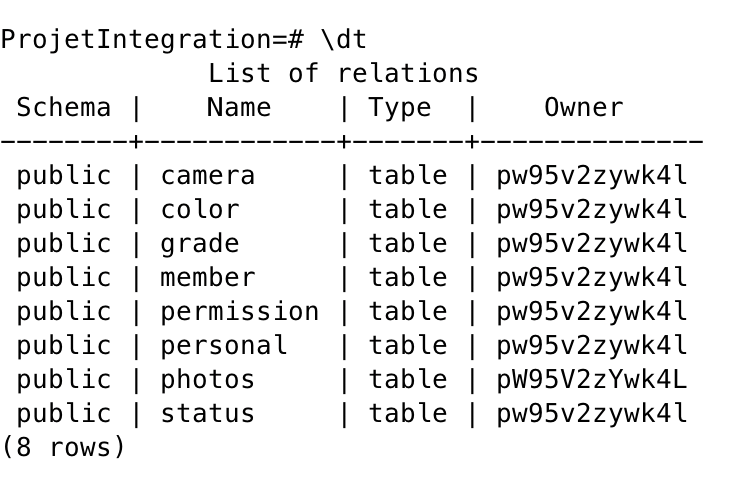 ProjetIntegration=# \dt
             List of relations
 Schema |    Name    | Type  |    Owner
--------+------------+-------+--------------
 public | camera     | table | pw95v2zywk4l
 public | color      | table | pw95v2zywk4l
 public | grade      | table | pw95v2zywk4l
 public | member     | table | pw95v2zywk4l
 public | permission | table | pw95v2zywk4l
 public | personal   | table | pw95v2zywk4l
 public | photos     | table | pW95V2zYwk4L
 public | status     | table | pw95v2zywk4l
(8 rows)